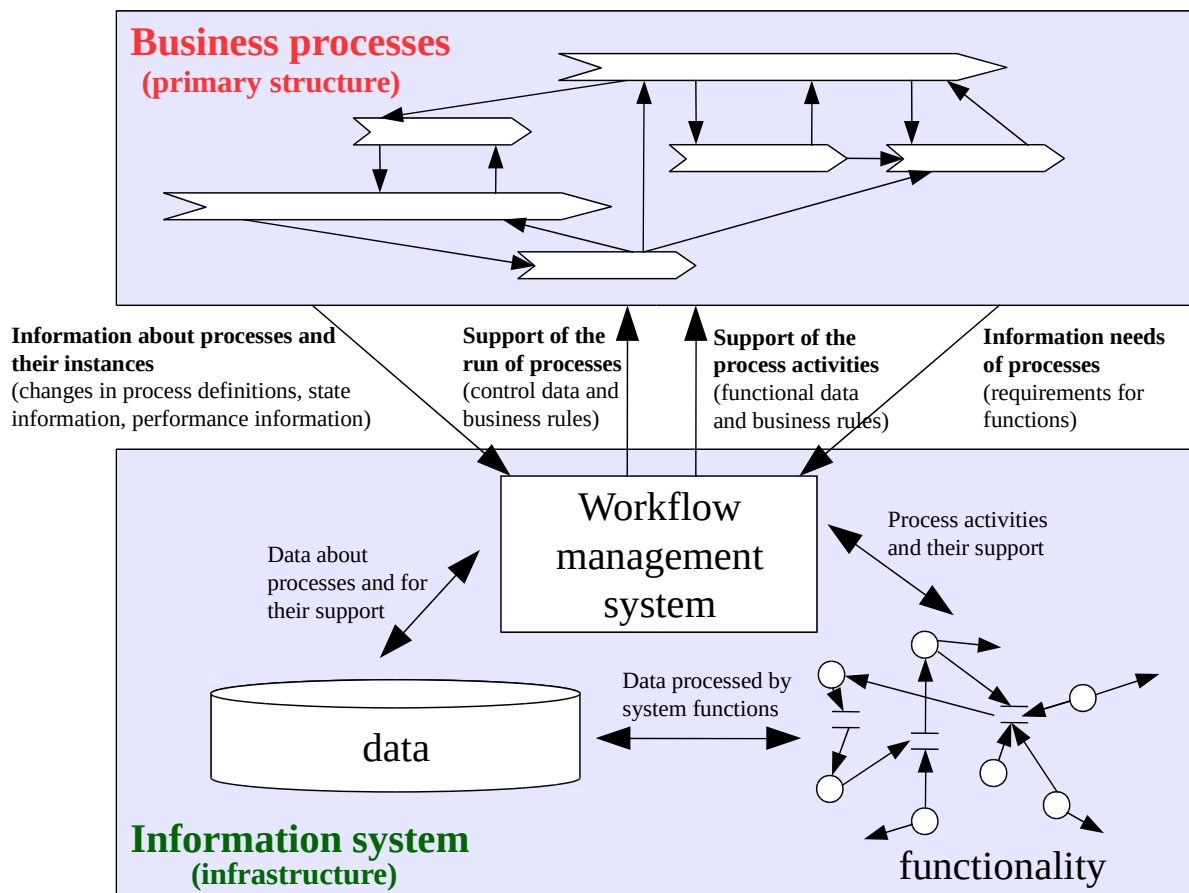 Business processes
(primary structure)
Information about processes and
their instances
(changes in process definitions, state
information, performance information)
Support of the
run of processes
(control data and
business rules)
Support of the
process activities
(functional data
and business rules)
Information needs
of processes
(requirements for
functions)
Workflow
management
system
Process activities
and their support
Data about
processes and for
their support
Data processed by
system functions
data
Information system
(infrastructure)
functionality